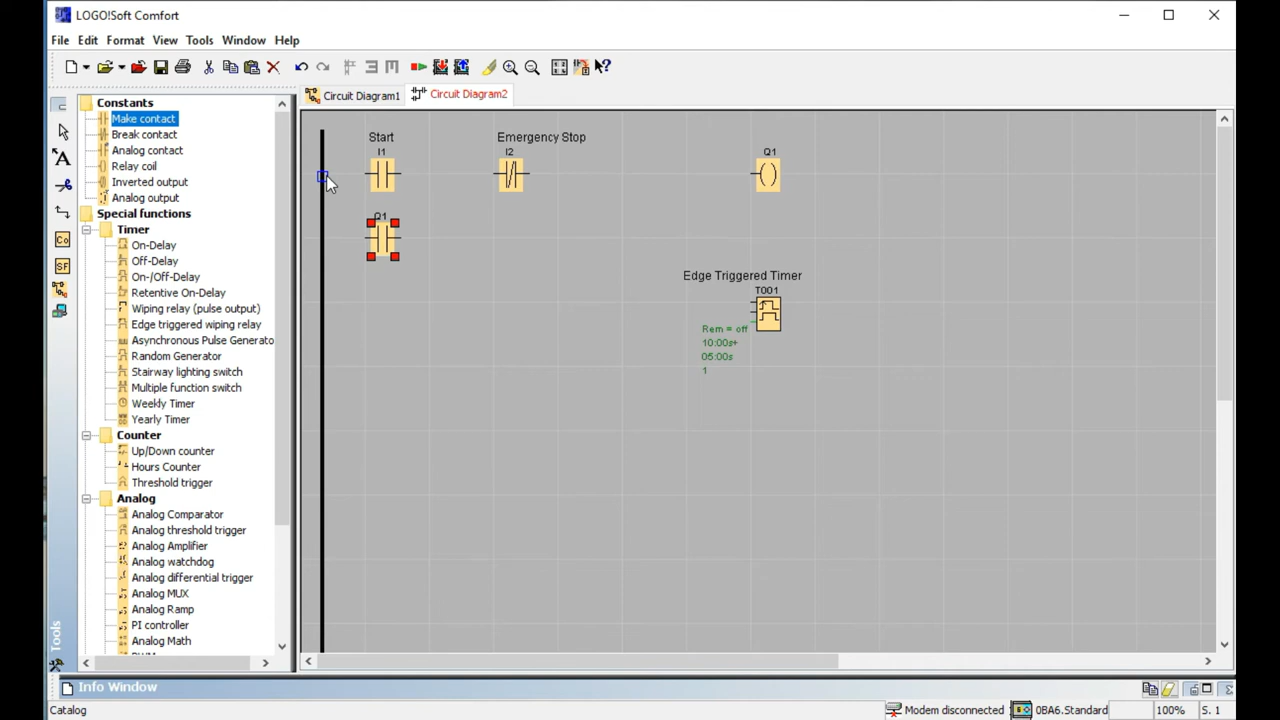 LOGO!Soft Comfort
File Edit Format View Tools Window Help
Circuit Diagram1 Circuit Diagram2
Constants
Make contact
Break contact
Analog contact
Relay coil
Inverted output
Analog output
Special functions
Timer
On-Delay
Off-Delay
On-/Off-Delay
Retentive On-Delay
Wiping relay (pulse output)
Edge triggered wiping relay
Asynchronous Pulse Generato
Random Generator
Stairway lighting switch
Multiple function switch
Weekly Timer
Yearly Timer
Counter
Up/Down counter
Hours Counter
Threshold trigger
Analog
Analog Comparator
Analog threshold trigger
Analog Amplifier
Analog watchdog
Analog differential trigger
Analog MUX
Analog Ramp
PI controller
Analog Math
Co
SF
Tools
Start
I1
Emergency Stop
I2
Q1
Q1
Edge Triggered Timer
T001
Rem = off
10:00s+
05:00s
1
Info Window
Catalog
Modem disconnected
0BA6.Standard
100%
S. 1